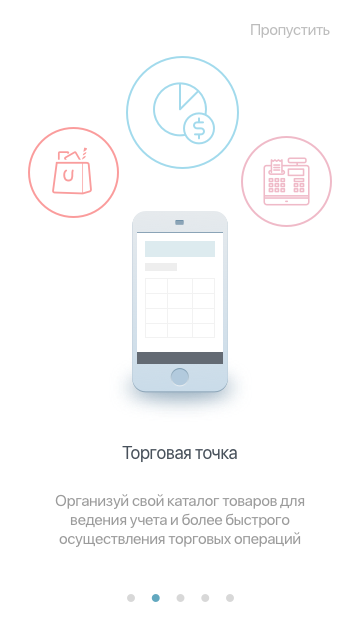 Пропустить
Торговая точка
Организуй свой каталог товаров для
ведения учета и более быстрого
осуществления торговых операций